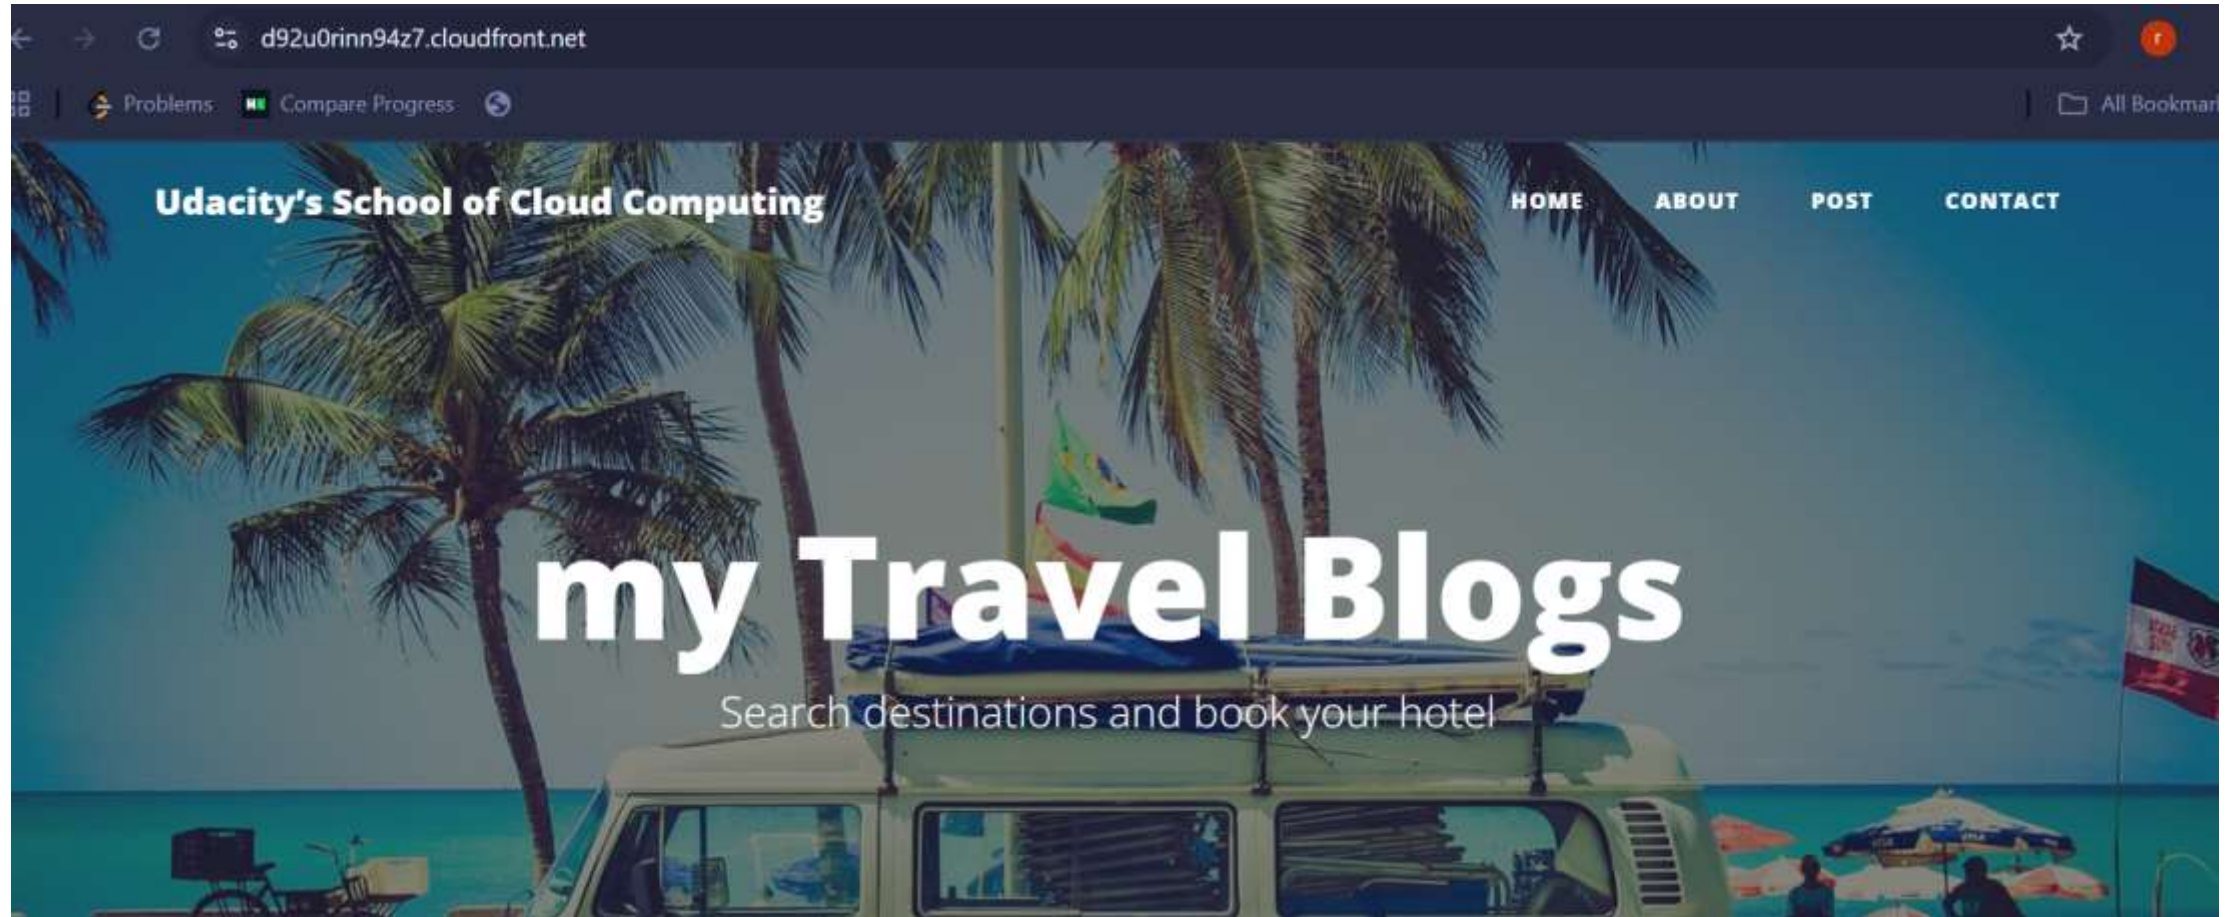 d92u0rinn94z7.cloudfront.net
r
Problems
Compare Progress
All Bookmar
Udacity’s School of Cloud Computing
HOME ABOUT POST CONTACT
my Travel Blogs
Search destinations and book your hotel